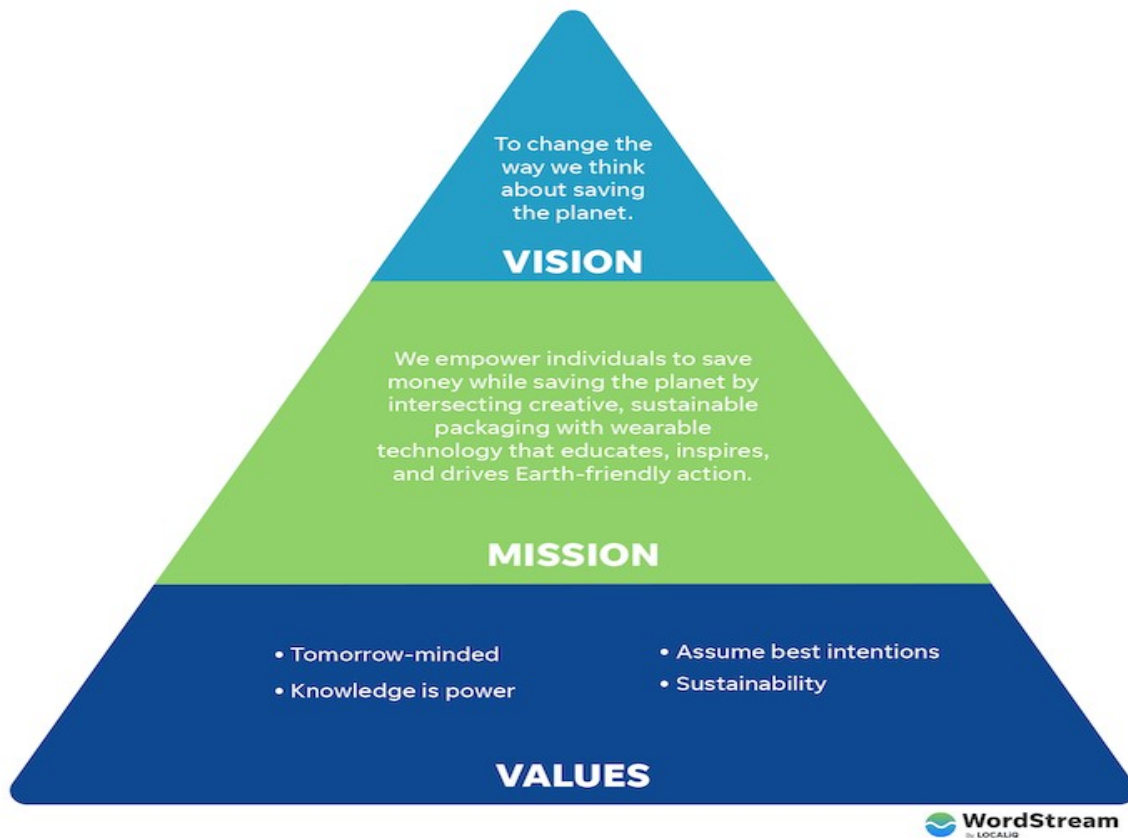 To change the
way we think
about saving
the planet.
VISION
We empower individuals to save
money while saving the planet by
intersecting creative, sustainable
packaging with wearable
technology that educates, inspires,
and drives Earth-friendly action.
MISSION
• Tomorrow-minded
• Knowledge is power
• Assume best intentions
• Sustainability
VALUES
WordStream
By LOCALiQ